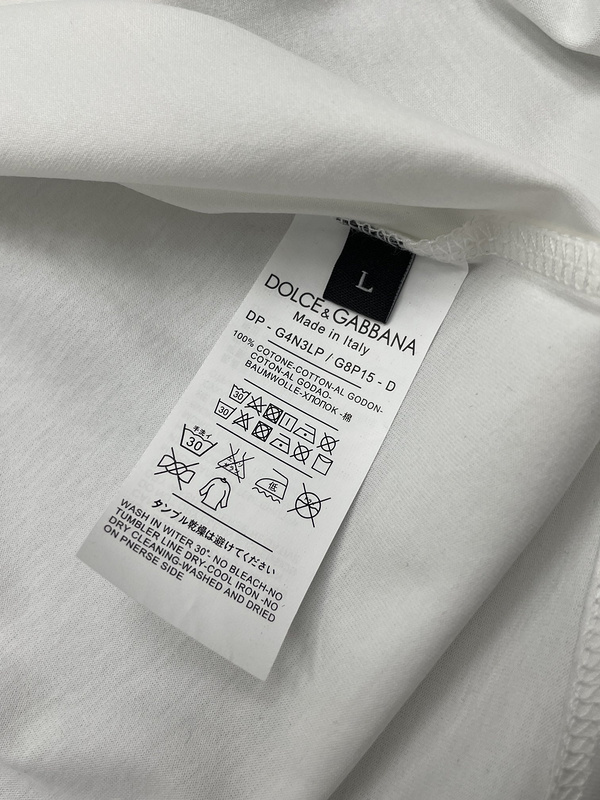 L
DOLCE&GABBANA
Made in Italy
DP - G4N3LP / G8P15 - D
100% COTONE-COTTON-AL GODON-
COTON-AL GODAO-
BAUMWOLLE-ХЛОПОК -棉
30
30
手洗イ
30
低
タンブル乾燥は避けてください
WASH IN WITER 30°- NO BLEACH-NO
TUMBLER LINE DRY-COOL IRON -NO
DRY CLEANING-WASHED AND DRIED
ON PNERSE SIDE